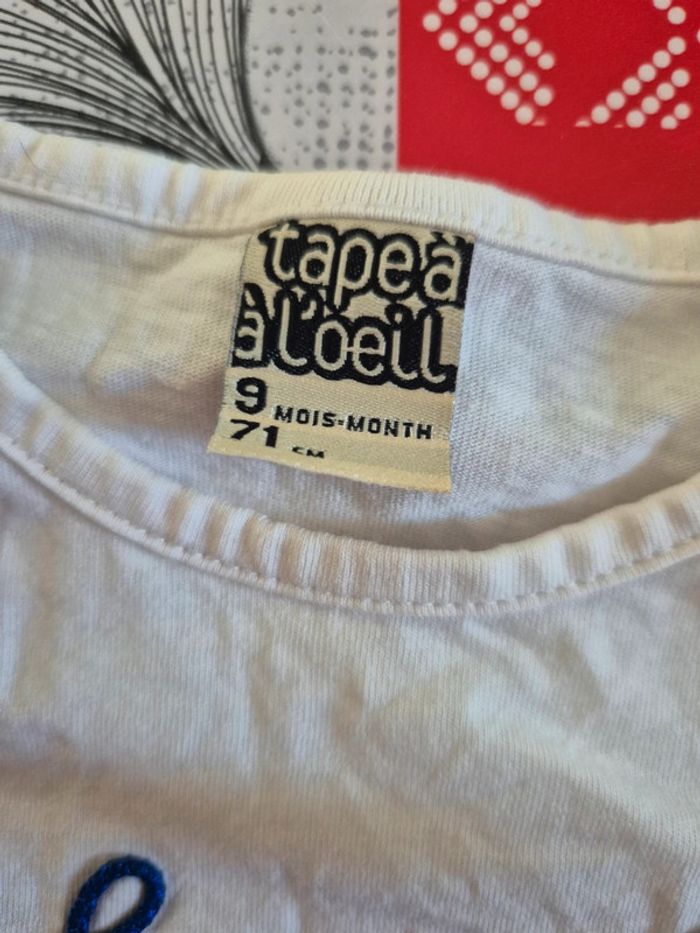 tape à
à l'oeil
9 MOIS-MONTH
71 CM